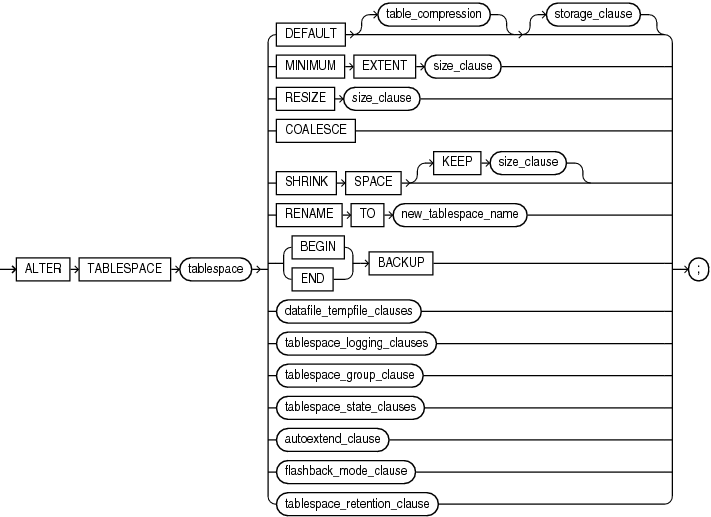 table_compression storage_clause
DEFAULT
MINIMUM EXTENT size_clause
RESIZE size_clause
COALESCE
KEEP size_clause
SHRINK SPACE
RENAME TO new_tablespace_name
BEGIN
ALTER TABLESPACE tablespace BACKUP ;
END
datafile_tempfile_clauses
tablespace_logging_clauses
tablespace_group_clause
tablespace_state_clauses
autoextend_clause
flashback_mode_clause
tablespace_retention_clause